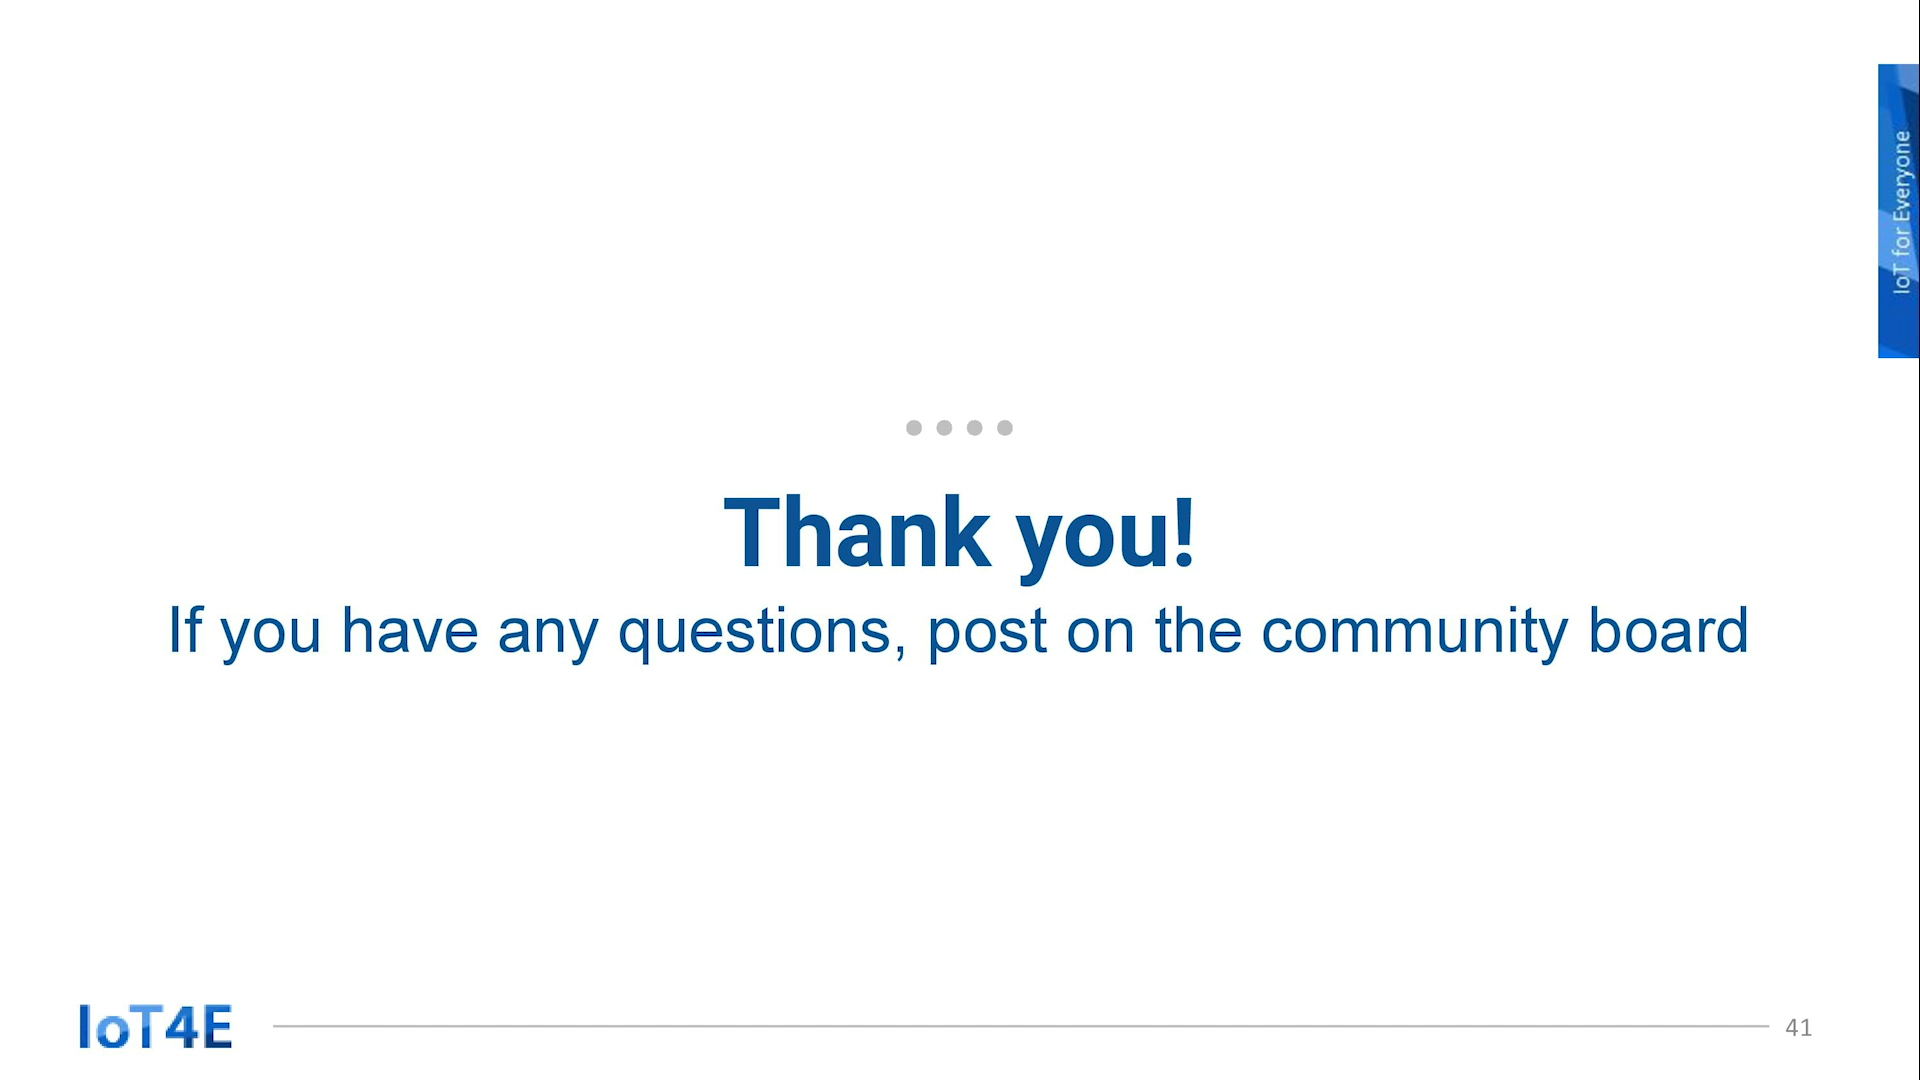 IoT for Everyone
Thank you!
If you have any questions, post on the community board
IoT4E
41